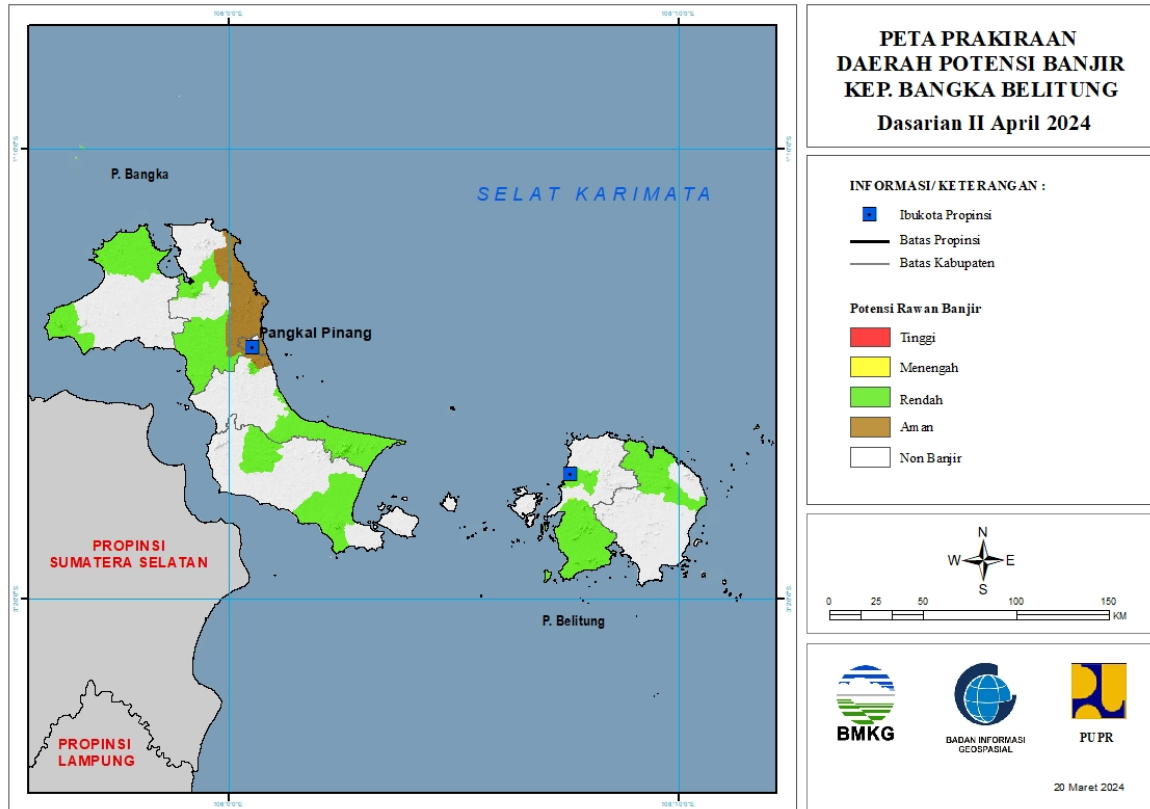 PETA PRAKIRAAN
DAERAH POTENSI BANJIR
KEP. BANGKA BELITUNG
Dasarian II April 2024
P. Bangka
SELAT KARIMATA
Pangkal Pinang
PROPINSI
SUMATERA SELATAN
P. Belitung
PROPINSI
LAMPUNG
INFORMASI/ KETERANGAN :
Ibukota Propinsi
Batas Propinsi
Batas Kabupaten
Potensi Rawan Banjir
Tinggi
Menengah
Rendah
Aman
Non Banjir
N
W E
S
0 25 50 100 150
KM
BMKG
BADAN INFORMASI
GEOSPASIAL
PUPR
20 Maret 2024